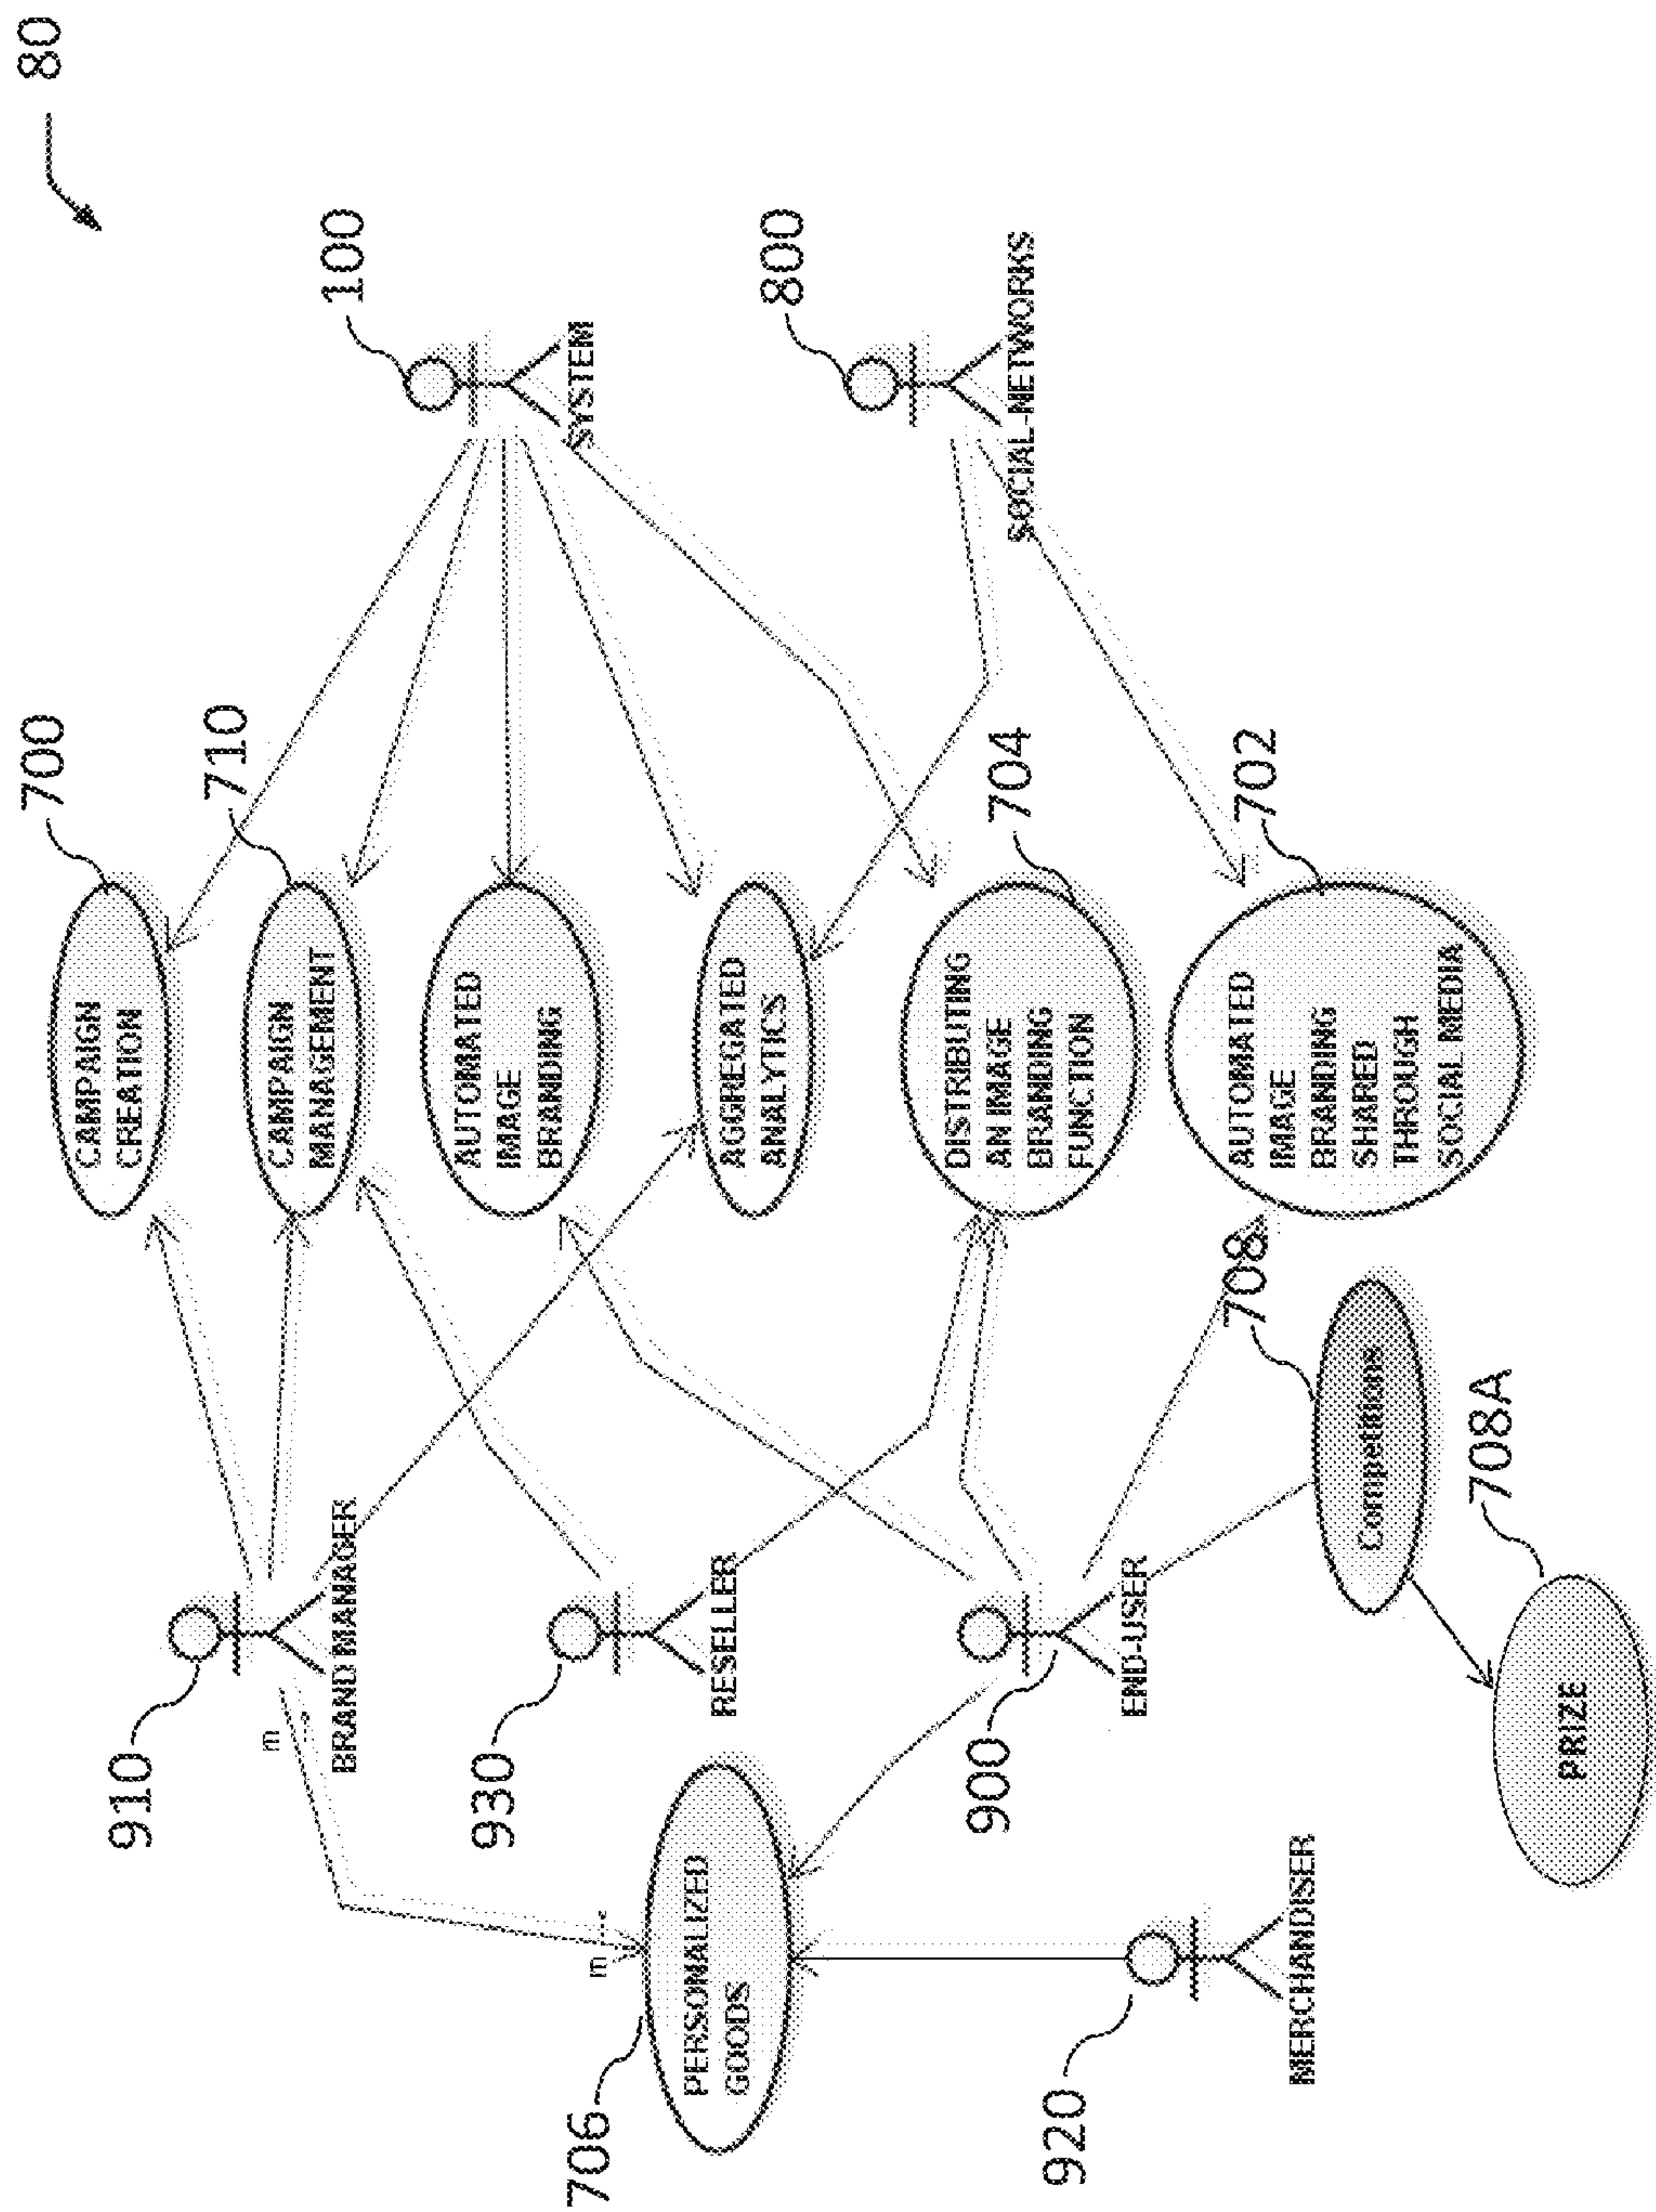 80
700
710
100
800
704
702
CAMPAIGN
CREATION
CAMPAIGN
MANAGEMENT
AUTOMATED
IMAGE
BRANDING
AGGREGATED
ANALYTICS
DISTRIBUTING
AN IMAGE
BRANDING
FUNCTION
AUTOMATED
IMAGE
BRANDING
SHARED
THROUGH
SOCIAL MEDIA
SYSTEM
SOCIAL-NETWORKS
910
m
BRAND MANAGER
930
RESELLER
900
END-USER
708
Competitions
708A
PRIZE
706
m
PERSONALIZED
GOODS
920
MERCHANDISER